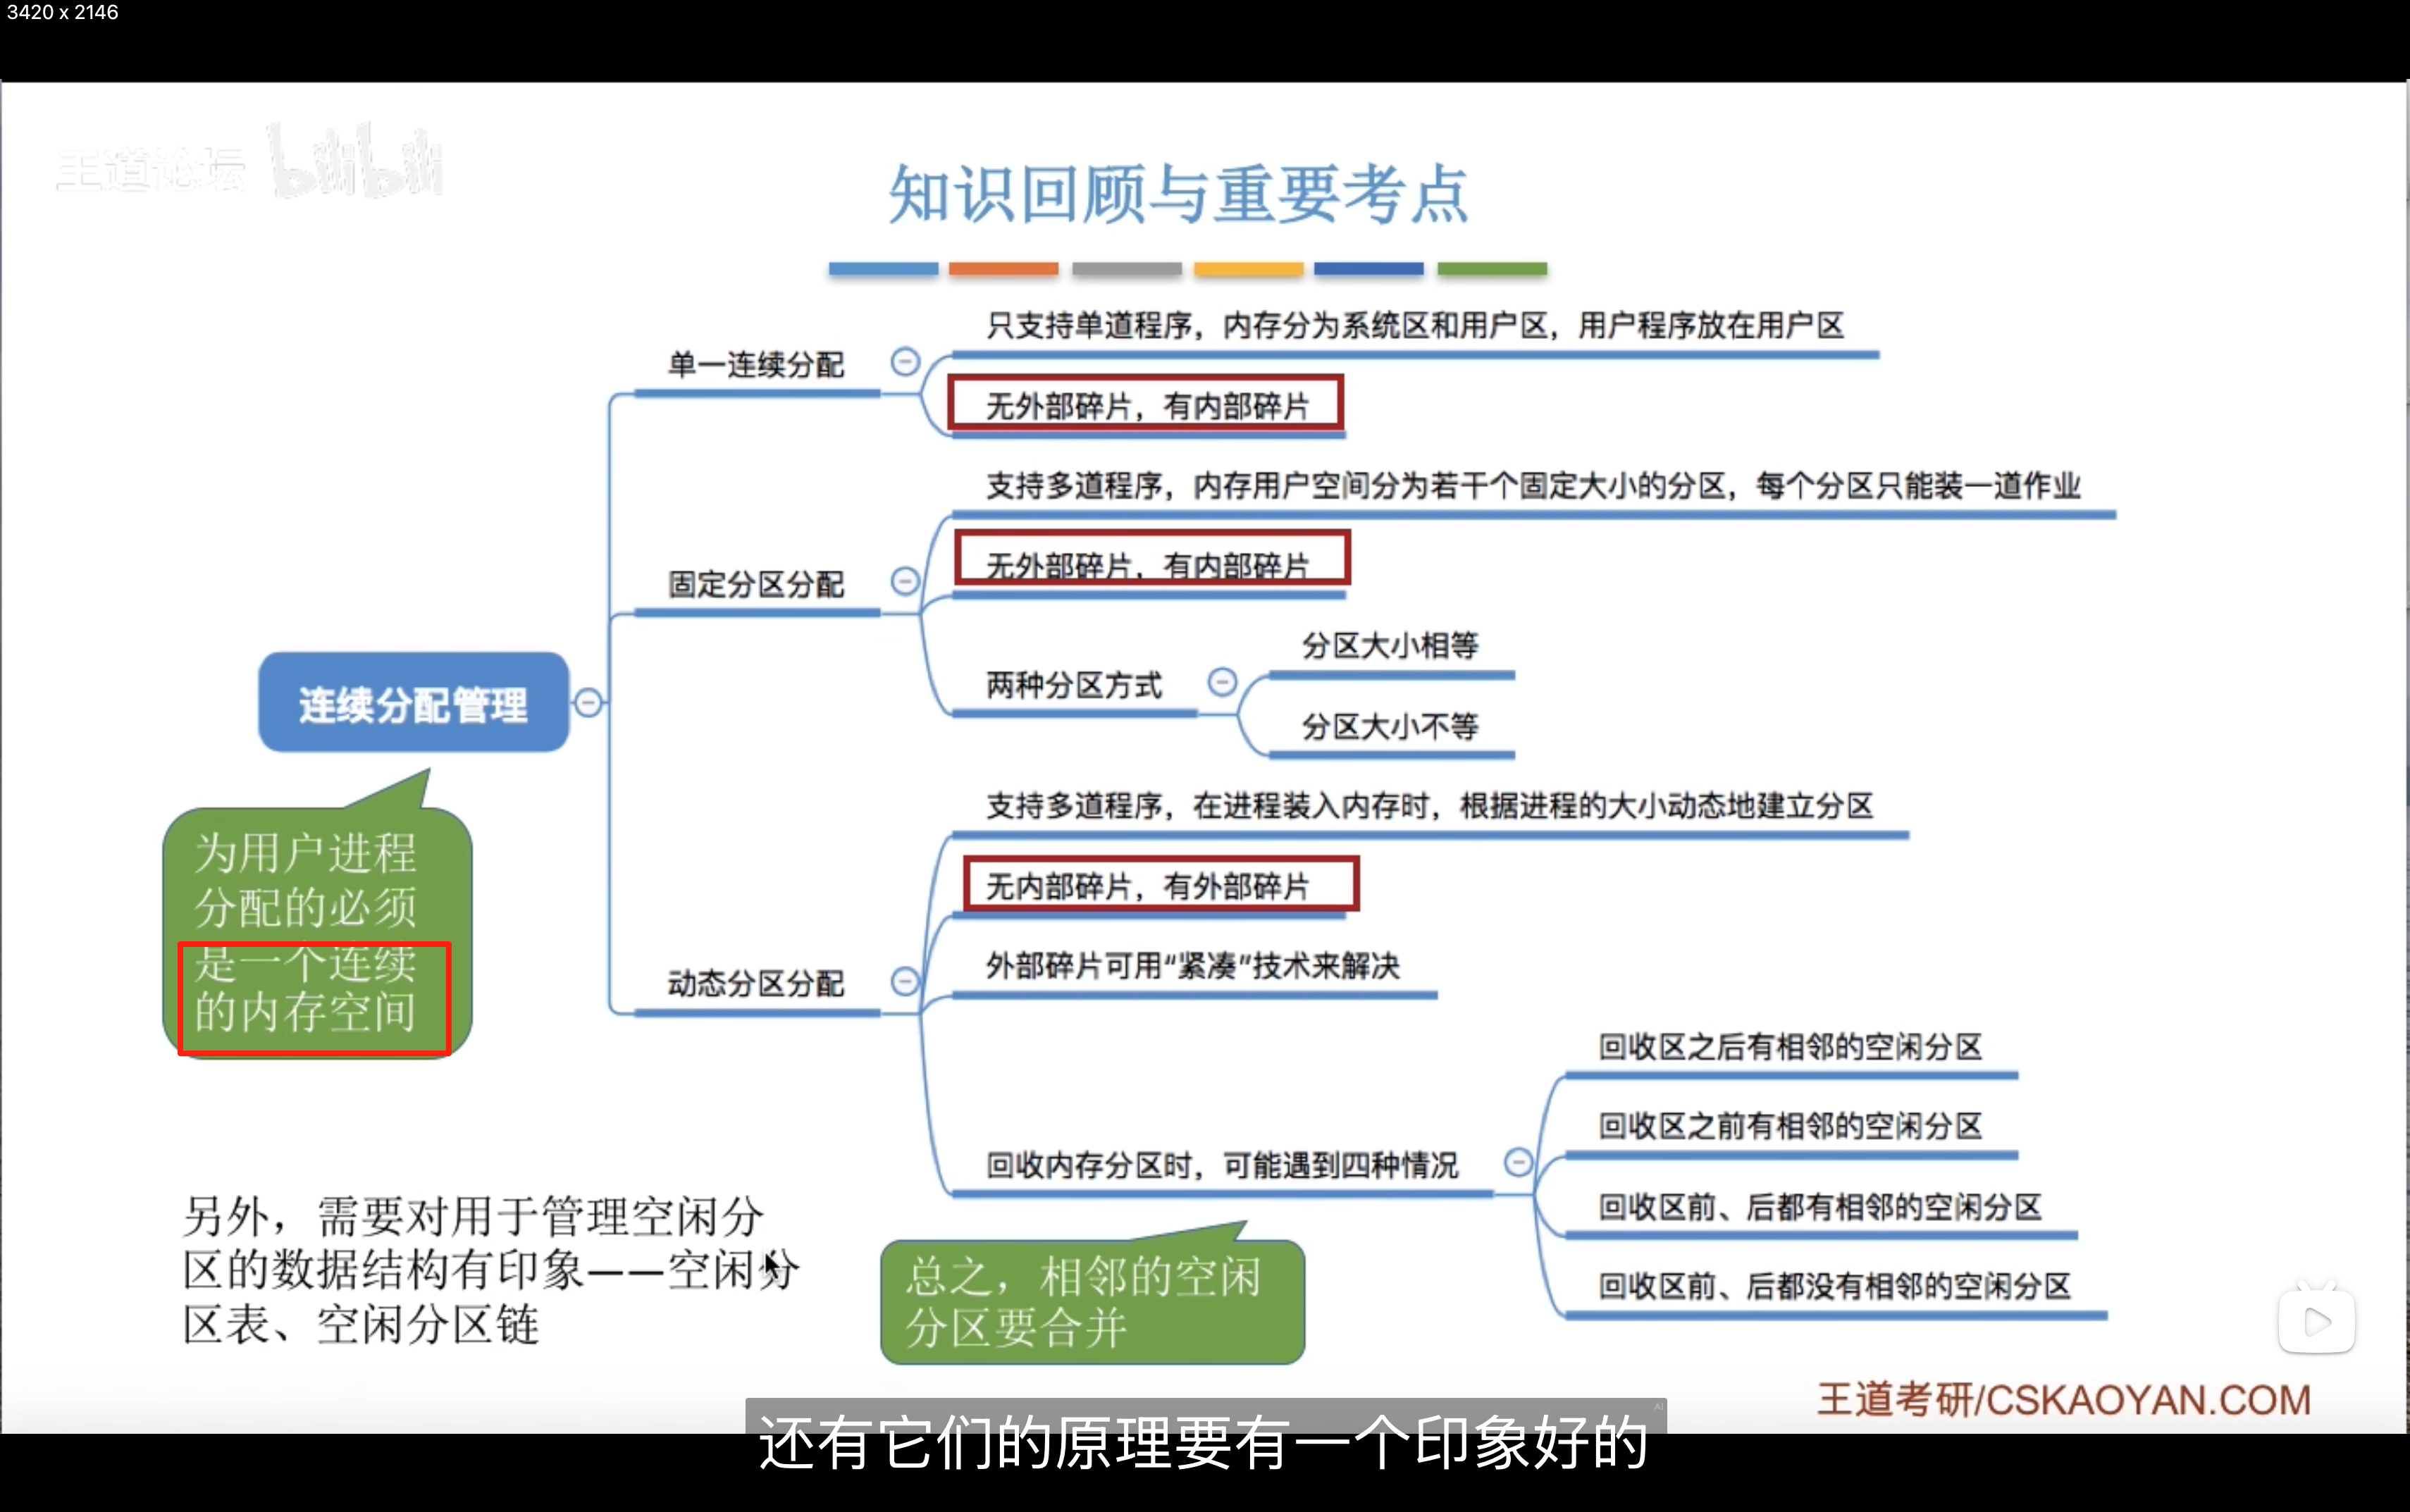 3420 x 2146
王道论坛 bilibili
知识回顾与重要考点
只支持单道程序，内存分为系统区和用户区，用户程序放在用户区
单一连续分配
无外部碎片，有内部碎片
支持多道程序，内存用户空间分为若干个固定大小的分区，每个分区只能装一道作业
无外部碎片，有内部碎片
固定分区分配
分区大小相等
两种分区方式
分区大小不等
连续分配管理
支持多道程序，在进程装入内存时，根据进程的大小动态地建立分区
无内部碎片，有外部碎片
外部碎片可用“紧凑”技术来解决
动态分区分配
为用户进程
分配的必须
是一个连续
的内存空间
回收区之后有相邻的空闲分区
回收区之前有相邻的空闲分区
回收内存分区时，可能遇到四种情况
回收区前、后都有相邻的空闲分区
回收区前、后都没有相邻的空闲分区
另外，需要对用于管理空闲分
区的数据结构有印象——空闲分
区表、空闲分区链
总之，相邻的空闲
分区要合并
王道考研/CSKAOYAN.COM
AI
还有它们的原理要有一个印象好的